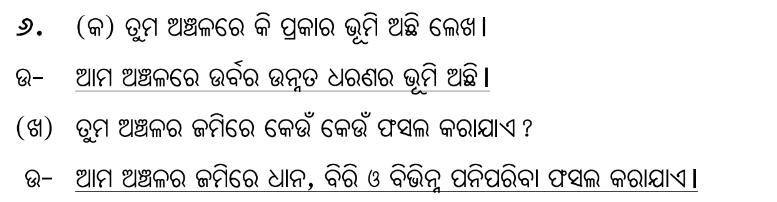 ୬. (କ) ତୁମ ଅଞ୍ଚଳରେ କି ପ୍ରକାର ଭୂମି ଅଛି ଲେଖ।
ଉ- ଆମ ଅଞ୍ଚଳରେ ଉର୍ବର ଉନ୍ନତ ଧରଣର ଭୂମି ଅଛି।
(ଖ) ତୁମ ଅଞ୍ଚଳର ଜମିରେ କେଉଁ କେଉଁ ଫସଲ କରାଯାଏ ?
ଉ- ଆମ ଅଞ୍ଚଳର ଜମିରେ ଧାନ, ବିରି ଓ ବିଭିନ୍ନ ପନିପରିବା ଫସଲ କରାଯାଏ।